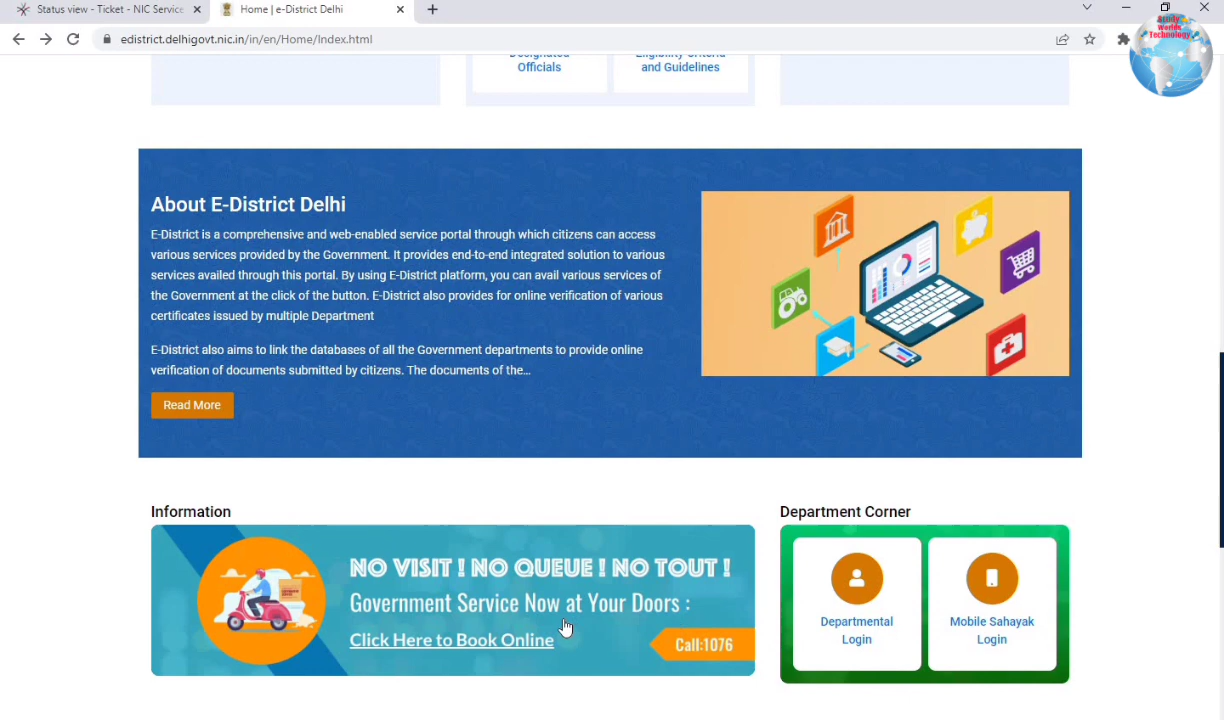 Status view - Ticket - NIC Service
Home | e-District Delhi
edistrict.delhigovt.nic.in/in/en/Home/Index.html
Study
World
Technology
Designated
Officials
Eligibility Criteria
and Guidelines
About E-District Delhi
E-District is a comprehensive and web-enabled service portal through which citizens can access
various services provided by the Government. It provides end-to-end integrated solution to various
services availed through this portal. By using E-District platform, you can avail various services of
the Government at the click of the button. E-District also provides for online verification of various
certificates issued by multiple Department
E-District also aims to link the databases of all the Government departments to provide online
verification of documents submitted by citizens. The documents of the...
Read More
Information
NO VISIT ! NO QUEUE ! NO TOUT !
Government Service Now at Your Doors :
Click Here to Book Online
Call:1076
Department Corner
Departmental
Login
Mobile Sahayak
Login